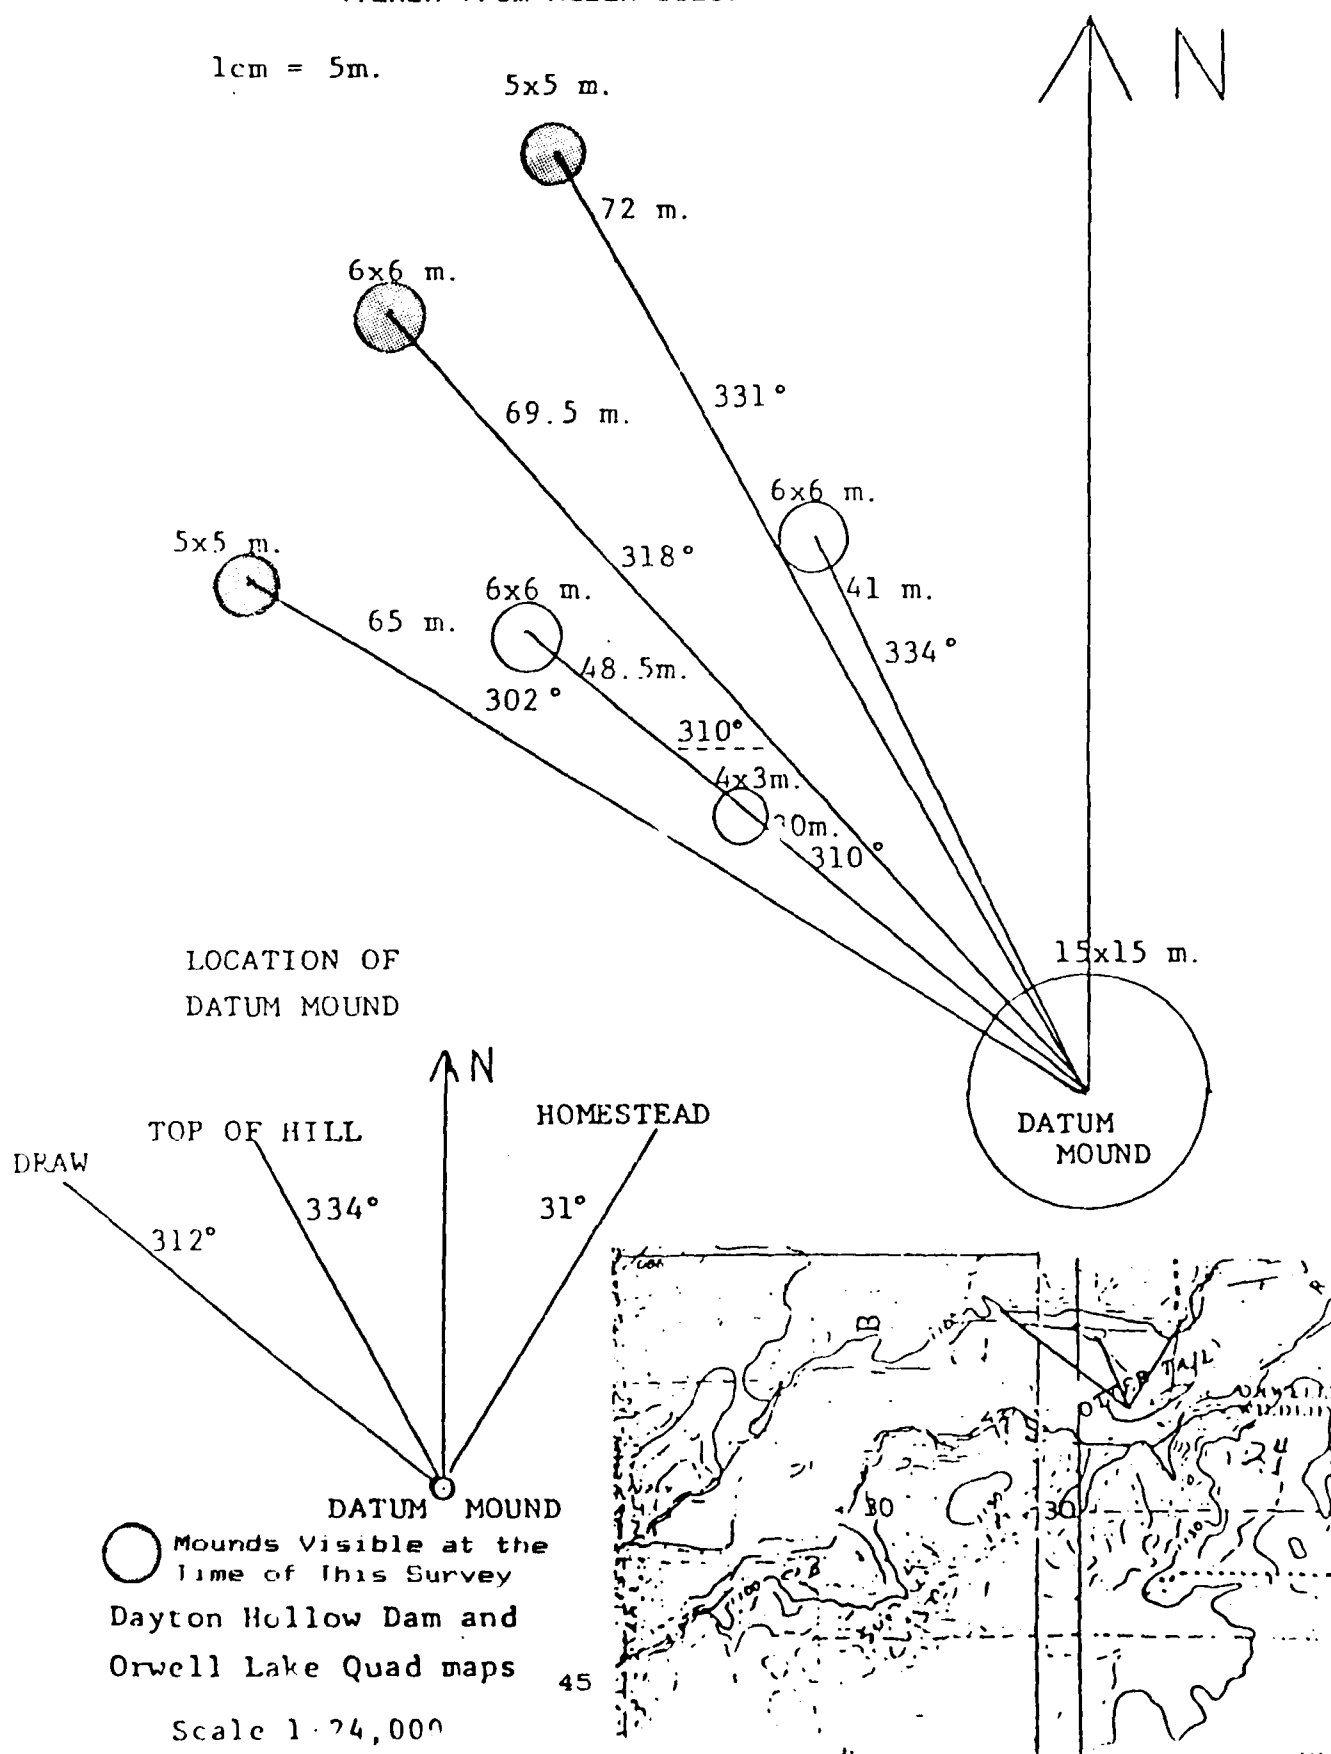 1cm = 5m.
N
5x5 m.
72 m.
6x6 m.
331°
69.5 m.
6x6 m.
5x5 m.
318°
6x6 m.
41 m.
65 m.
334°
48.5m.
302°
310°
4x3m.
310°
15x15 m.
LOCATION OF
DATUM MOUND
N
HOMESTEAD
TOP OF HILL
DATUM
MOUND
DRAW
334°
31°
312°
DATUM MOUND
Mounds Visible at the
Time of This Survey
Dayton Hollow Dam and
Orwell Lake Quad maps
Scale
45
OTTER TAIL
B
30
30
24
B